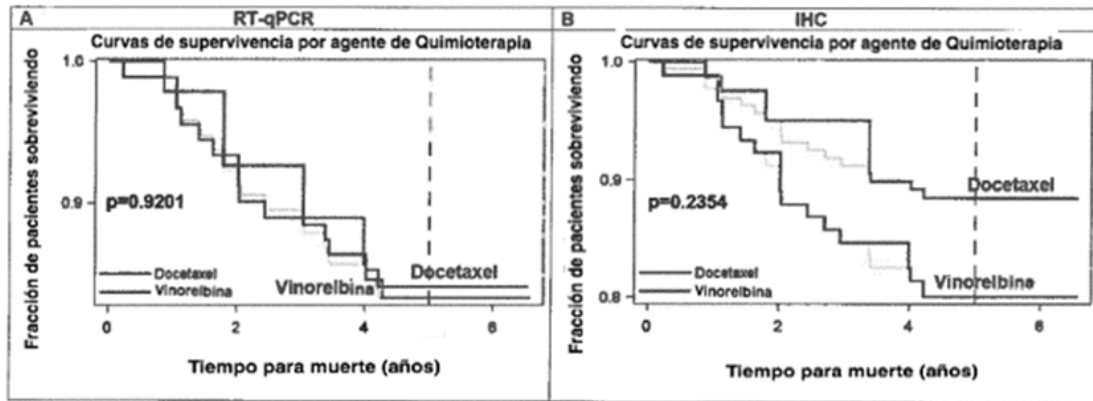 A RT-qPCR
Curvas de supervivencia por agente de Quimioterapia
Fracción de pacientes sobreviviendo
1.0
0.9
p=0.9201
Docetaxel
Vinorelbina
Vinorelbina
Docetaxel
0 2 4 6
Tiempo para muerte (años)
B IHC
Curvas de supervivencia por agente de Quimioterapia
Fracción de pacientes sobreviviendo
1.0
0.9
0.8
p=0.2354
Docetaxel
Vinorelbina
Docetaxel
Vinorelbina
0 2 4 6
Tiempo para muerte (años)